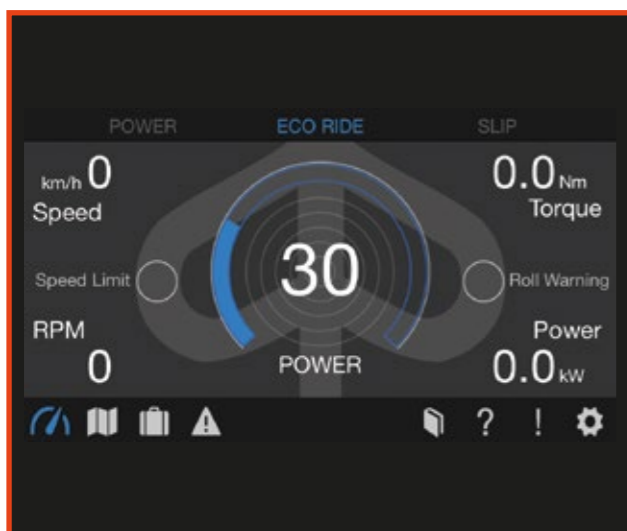 POWER ECO RIDE SLIP
km/h 0
Speed
0.0 Nm
Torque
Speed Limit
30
Roll Warning
RPM
0
POWER
Power
0.0 kW
? !